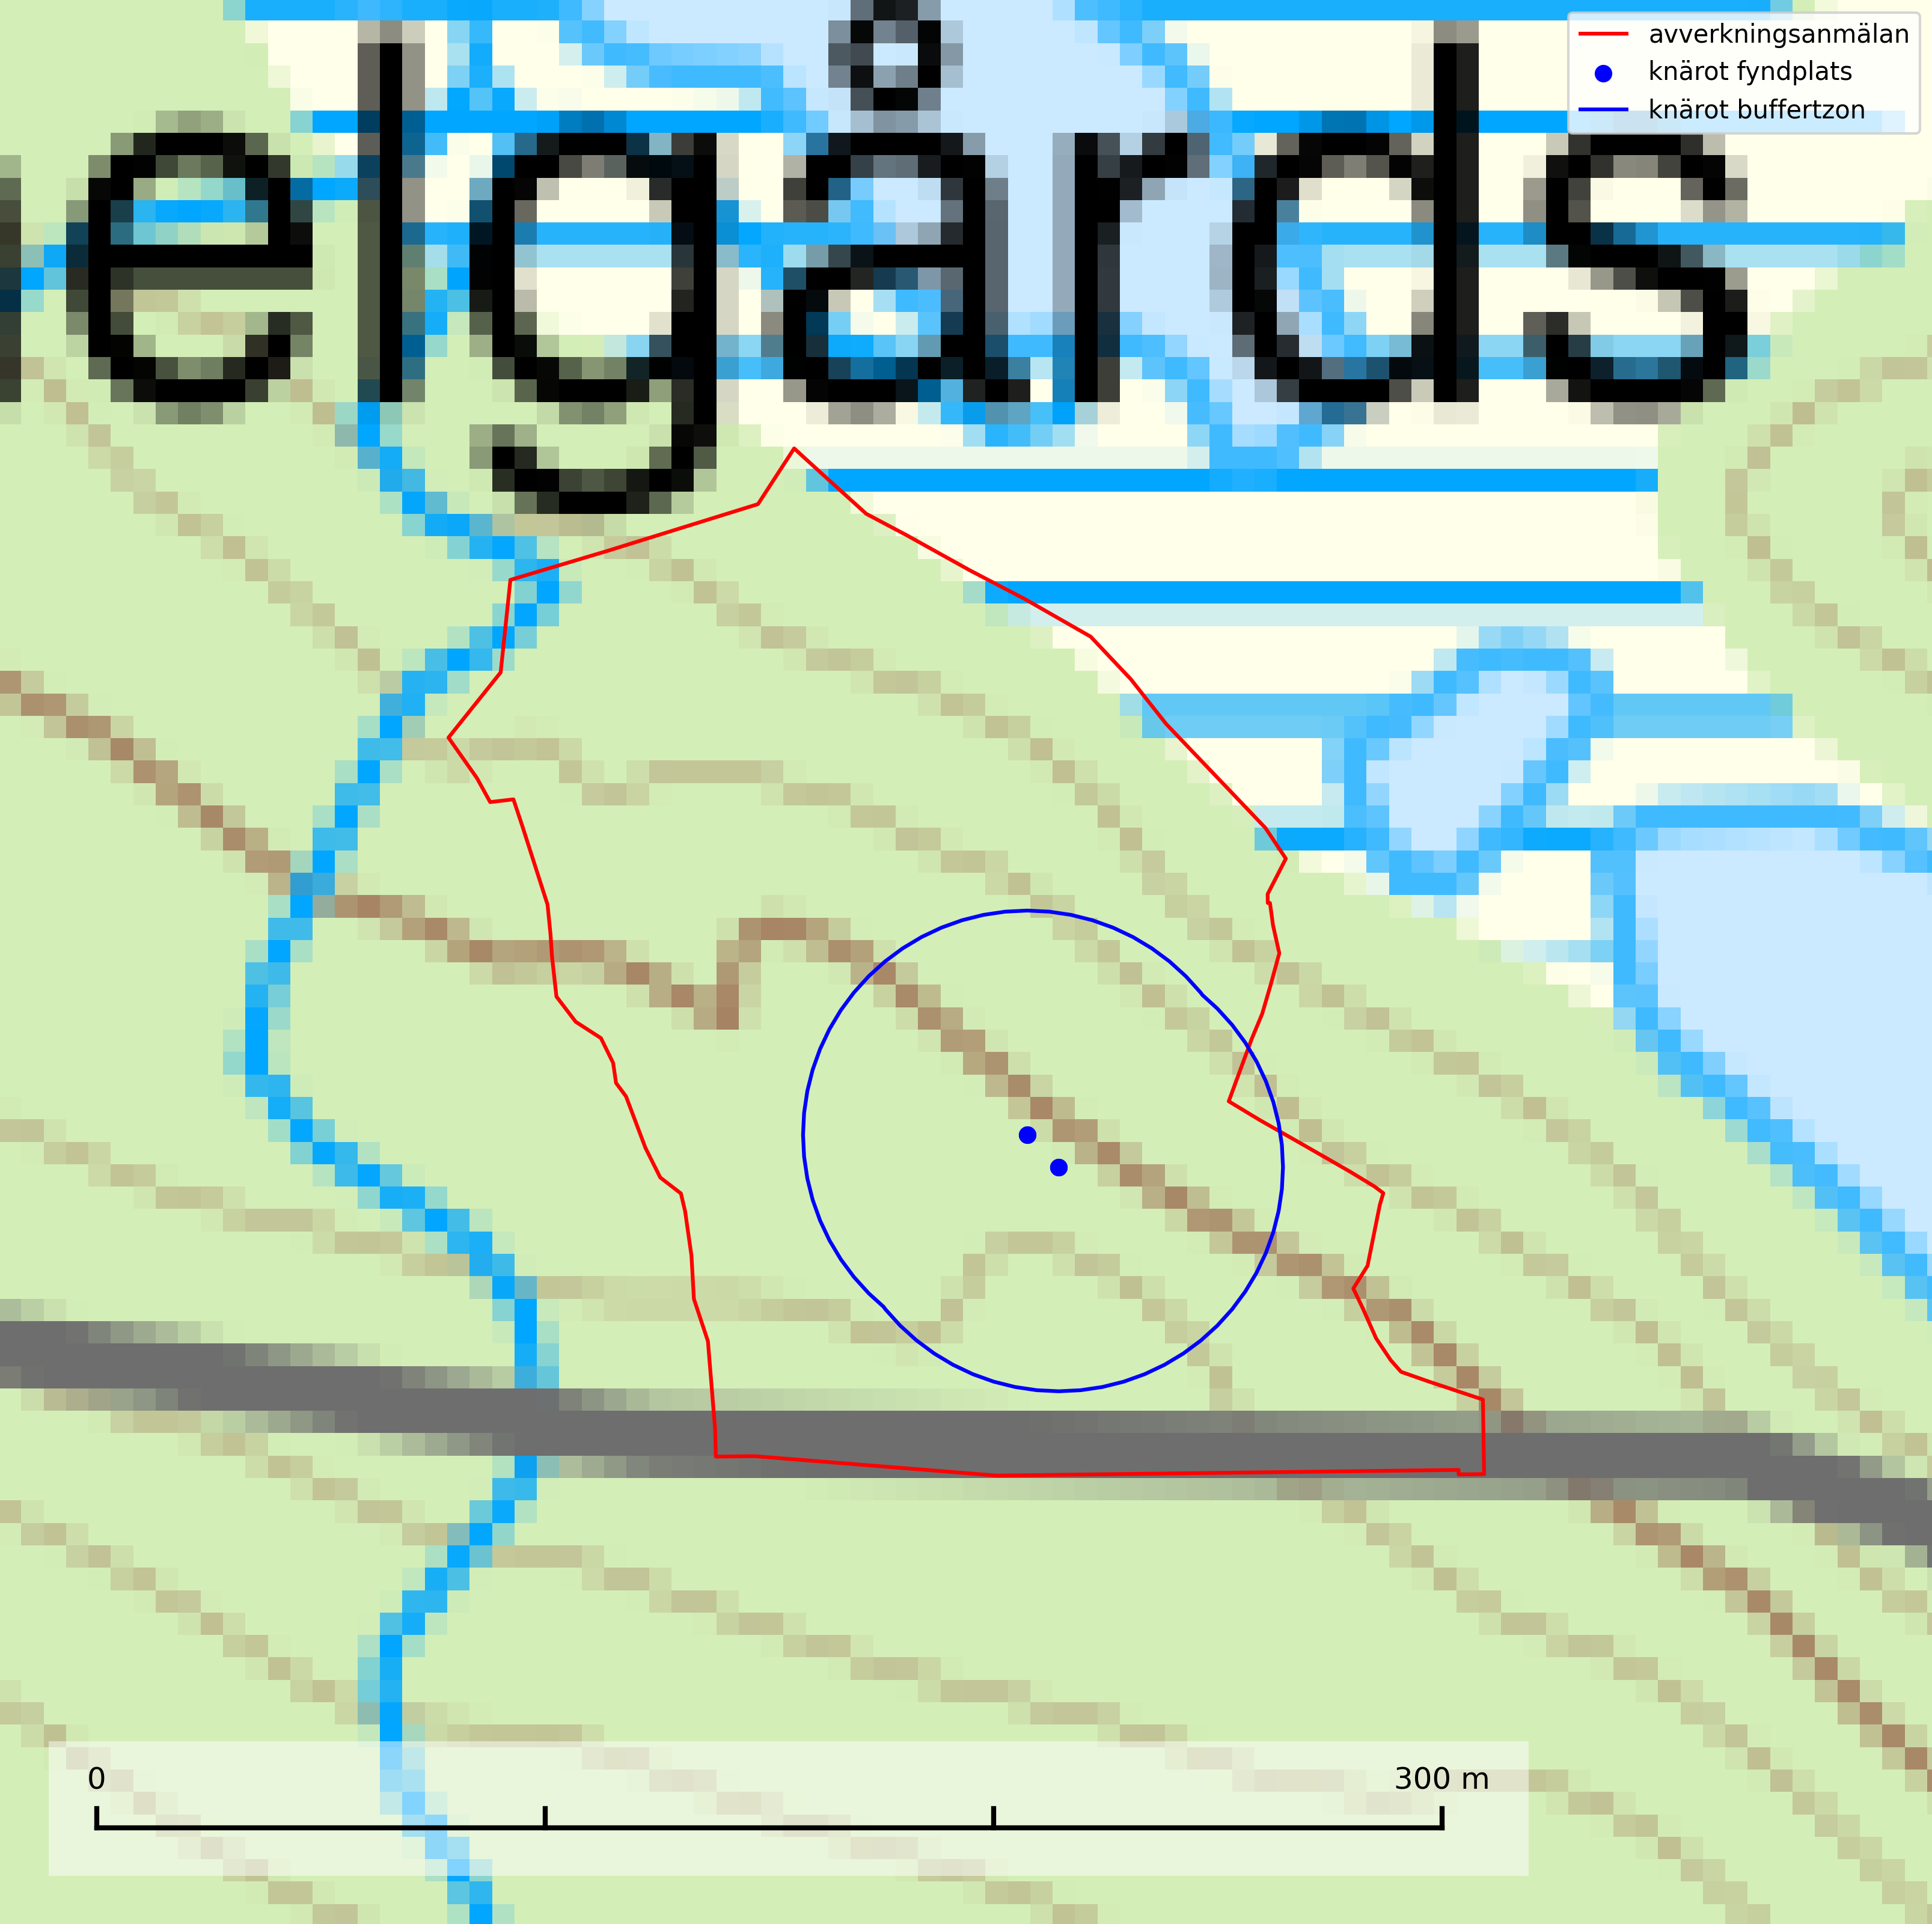 elgårds
avverkningsanmälan
knärot fyndplats
knärot buffertzon
0
300 m